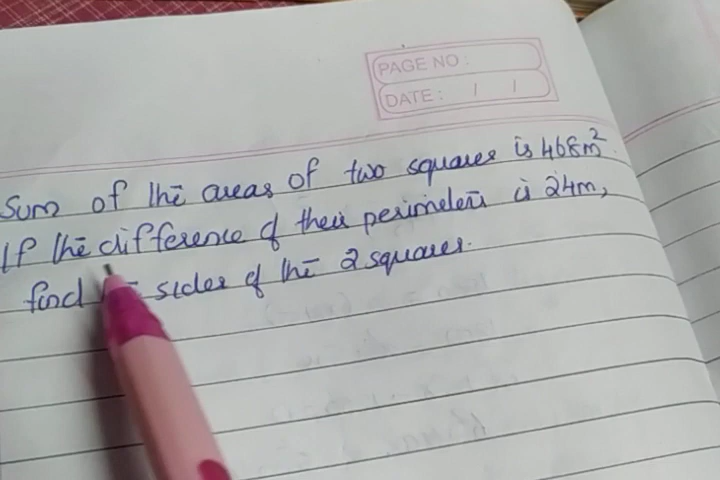 PAGE NO :
DATE : / /
Sum of the areas of two squares is 468m²
If the difference of their perimeters is 24m,
find sides of the 2 squares.